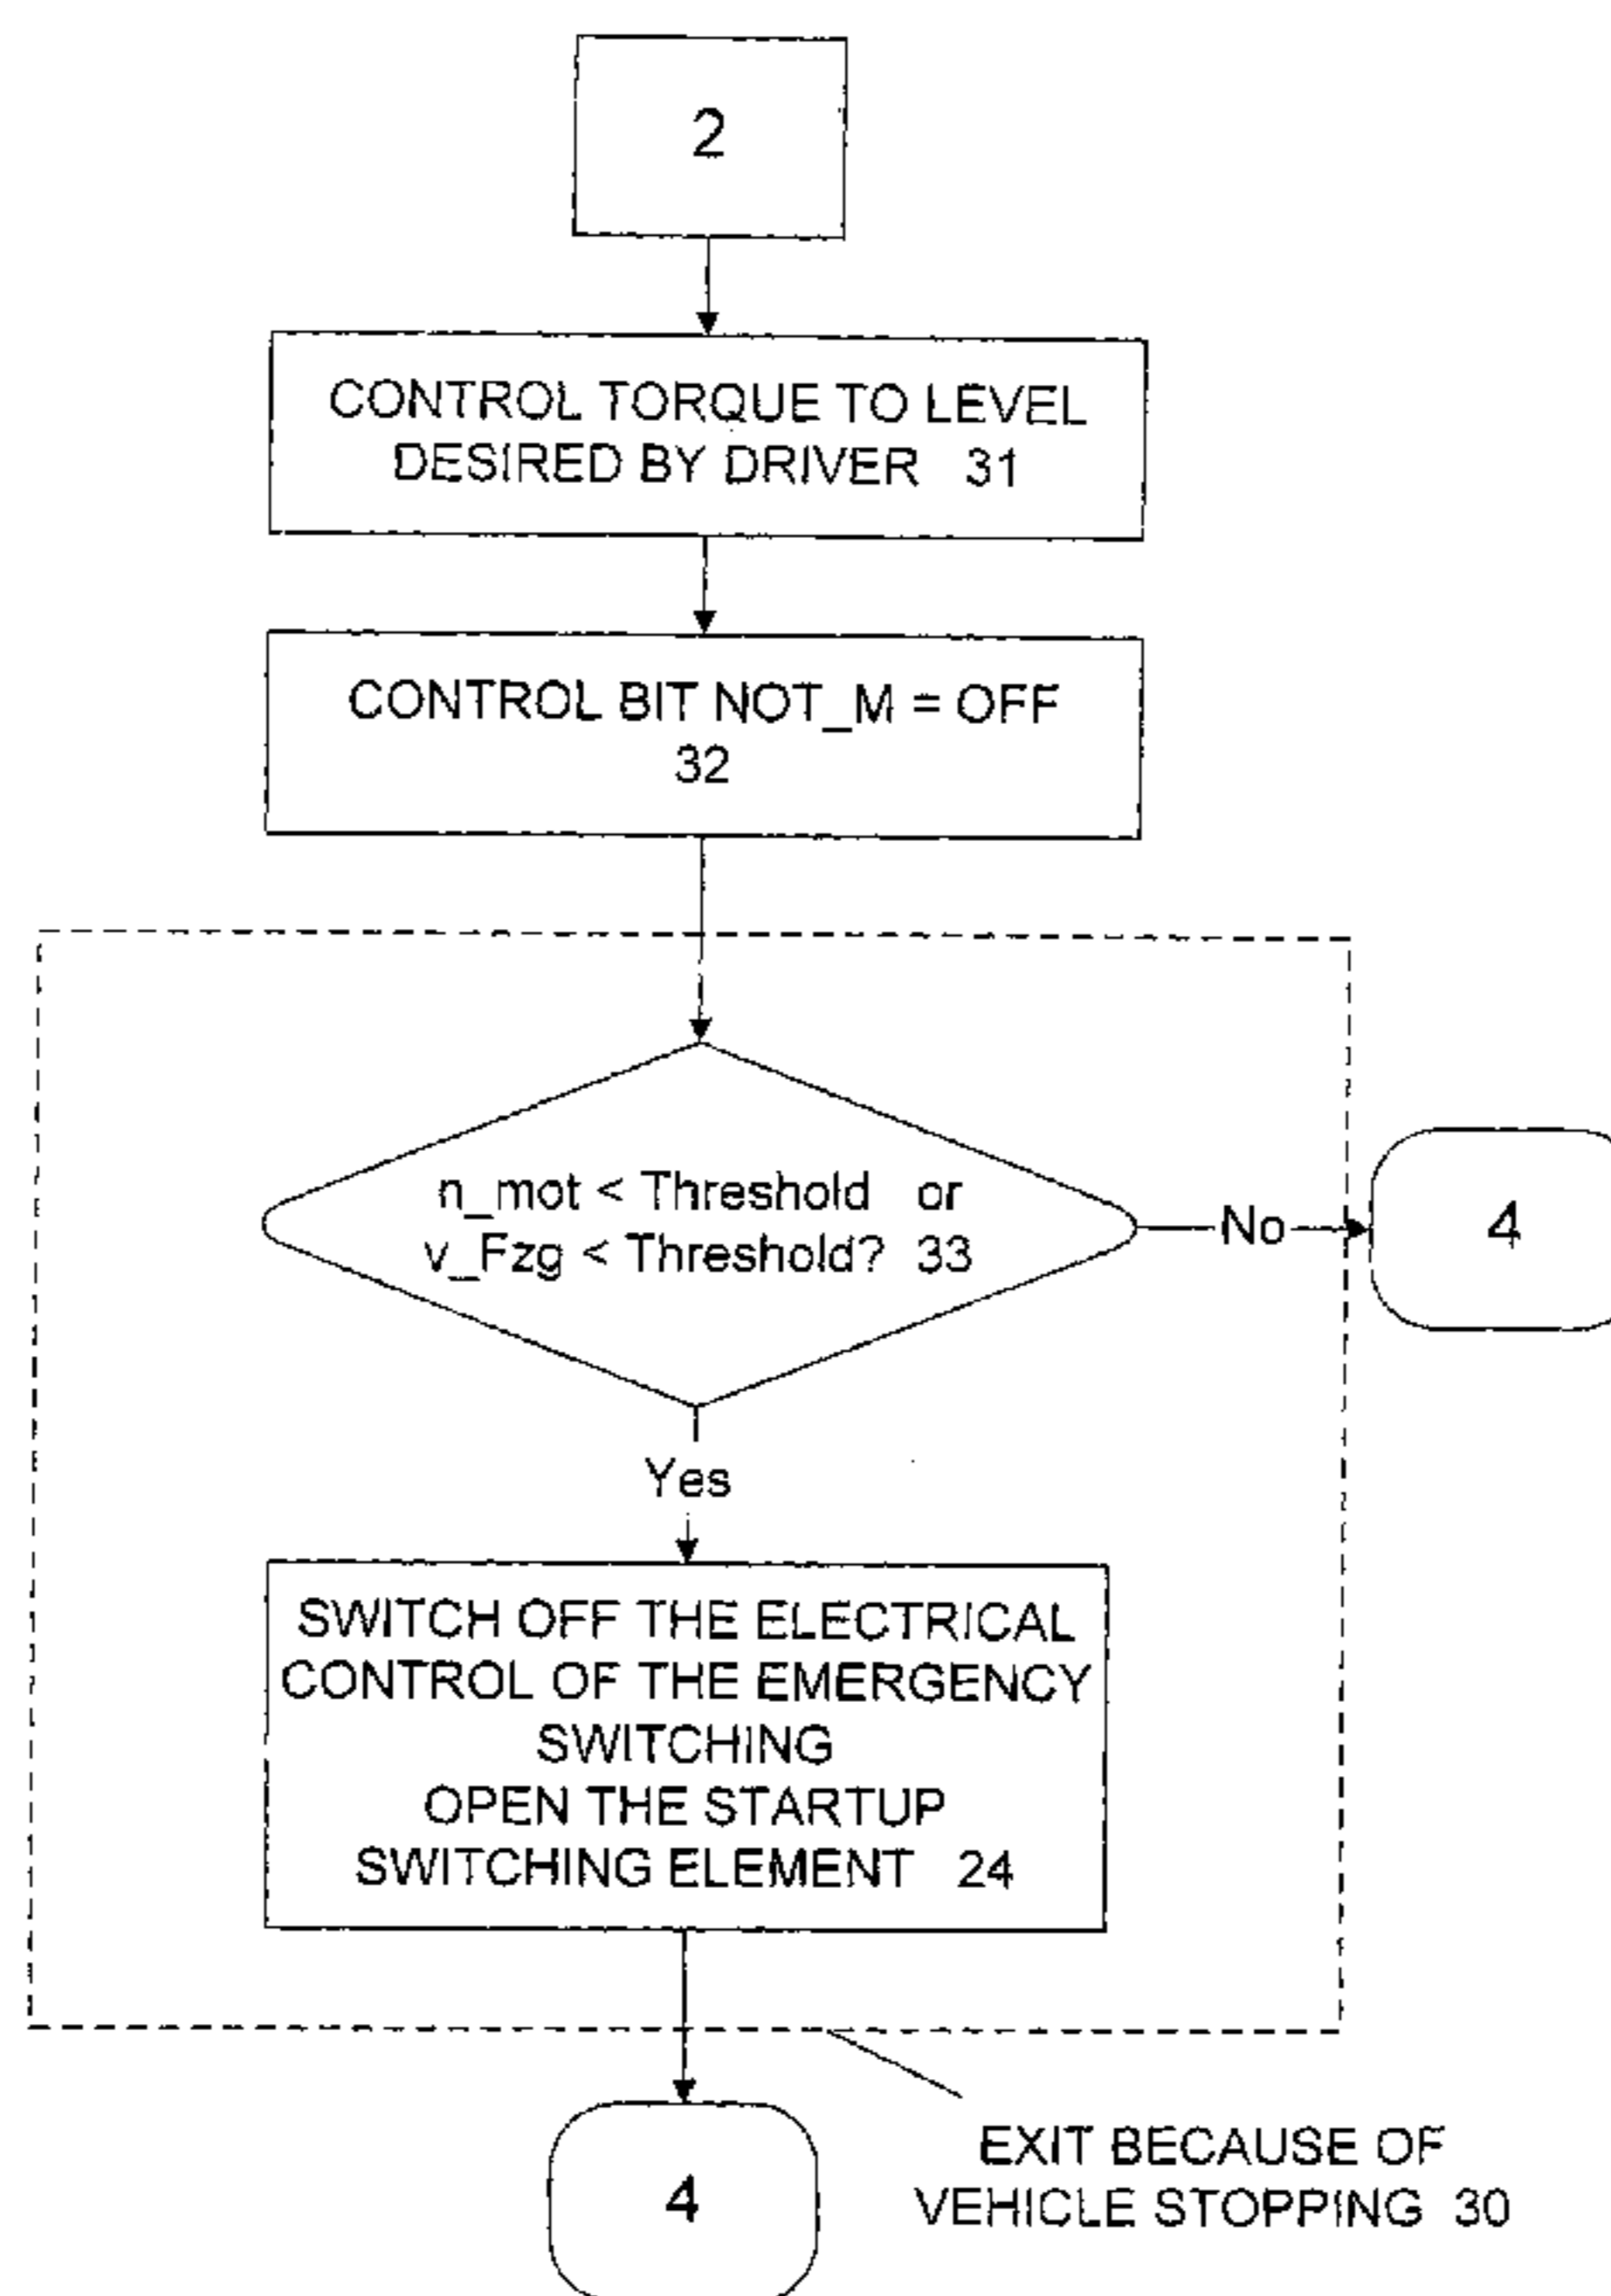 2
CONTROL TORQUE TO LEVEL
DESIRED BY DRIVER 31
CONTROL BIT NOT_M = OFF
32
n_mot < Threshold or
v_Fzg < Threshold? 33
No
4
Yes
SWITCH OFF THE ELECTRICAL
CONTROL OF THE EMERGENCY
SWITCHING
OPEN THE STARTUP
SWITCHING ELEMENT 24
4
EXIT BECAUSE OF
VEHICLE STOPPING 30